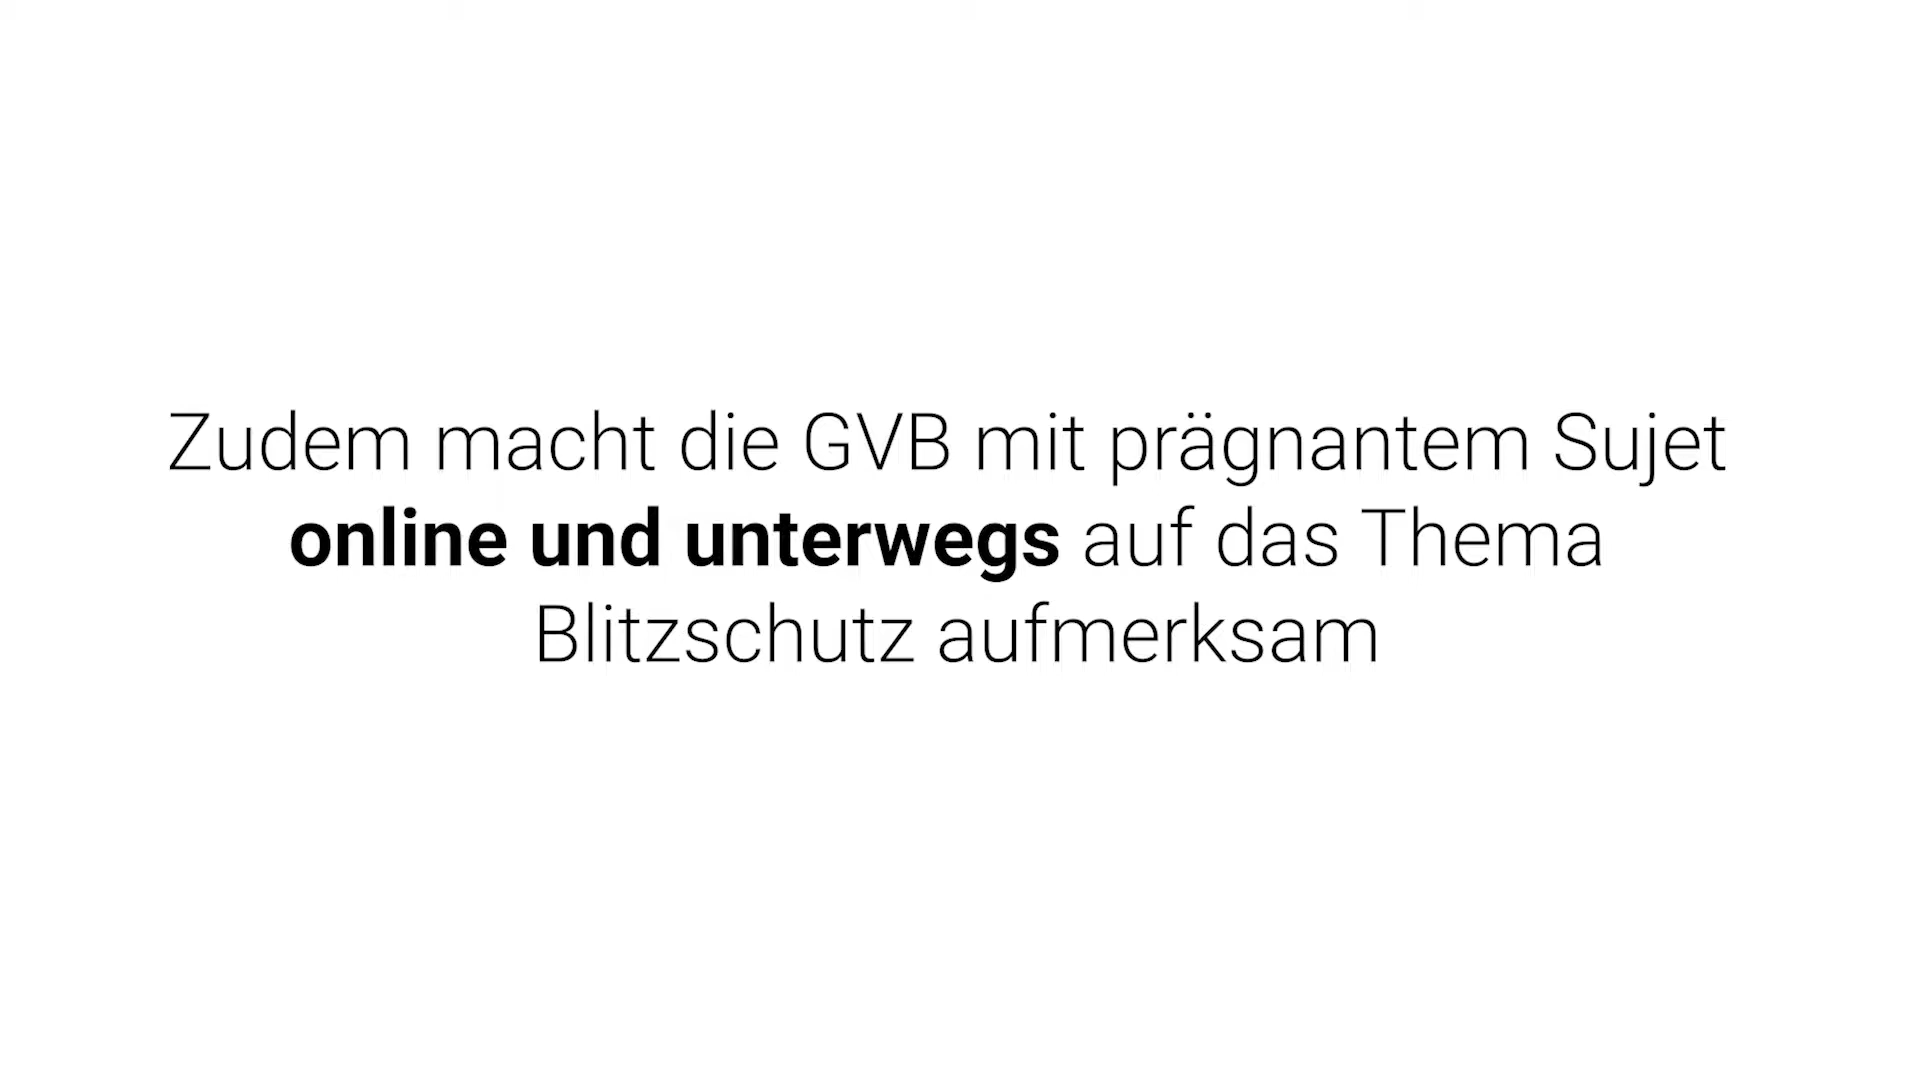 Zudem macht die GVB mit prägnantem Sujet
online und unterwegs auf das Thema
Blitzschutz aufmerksam